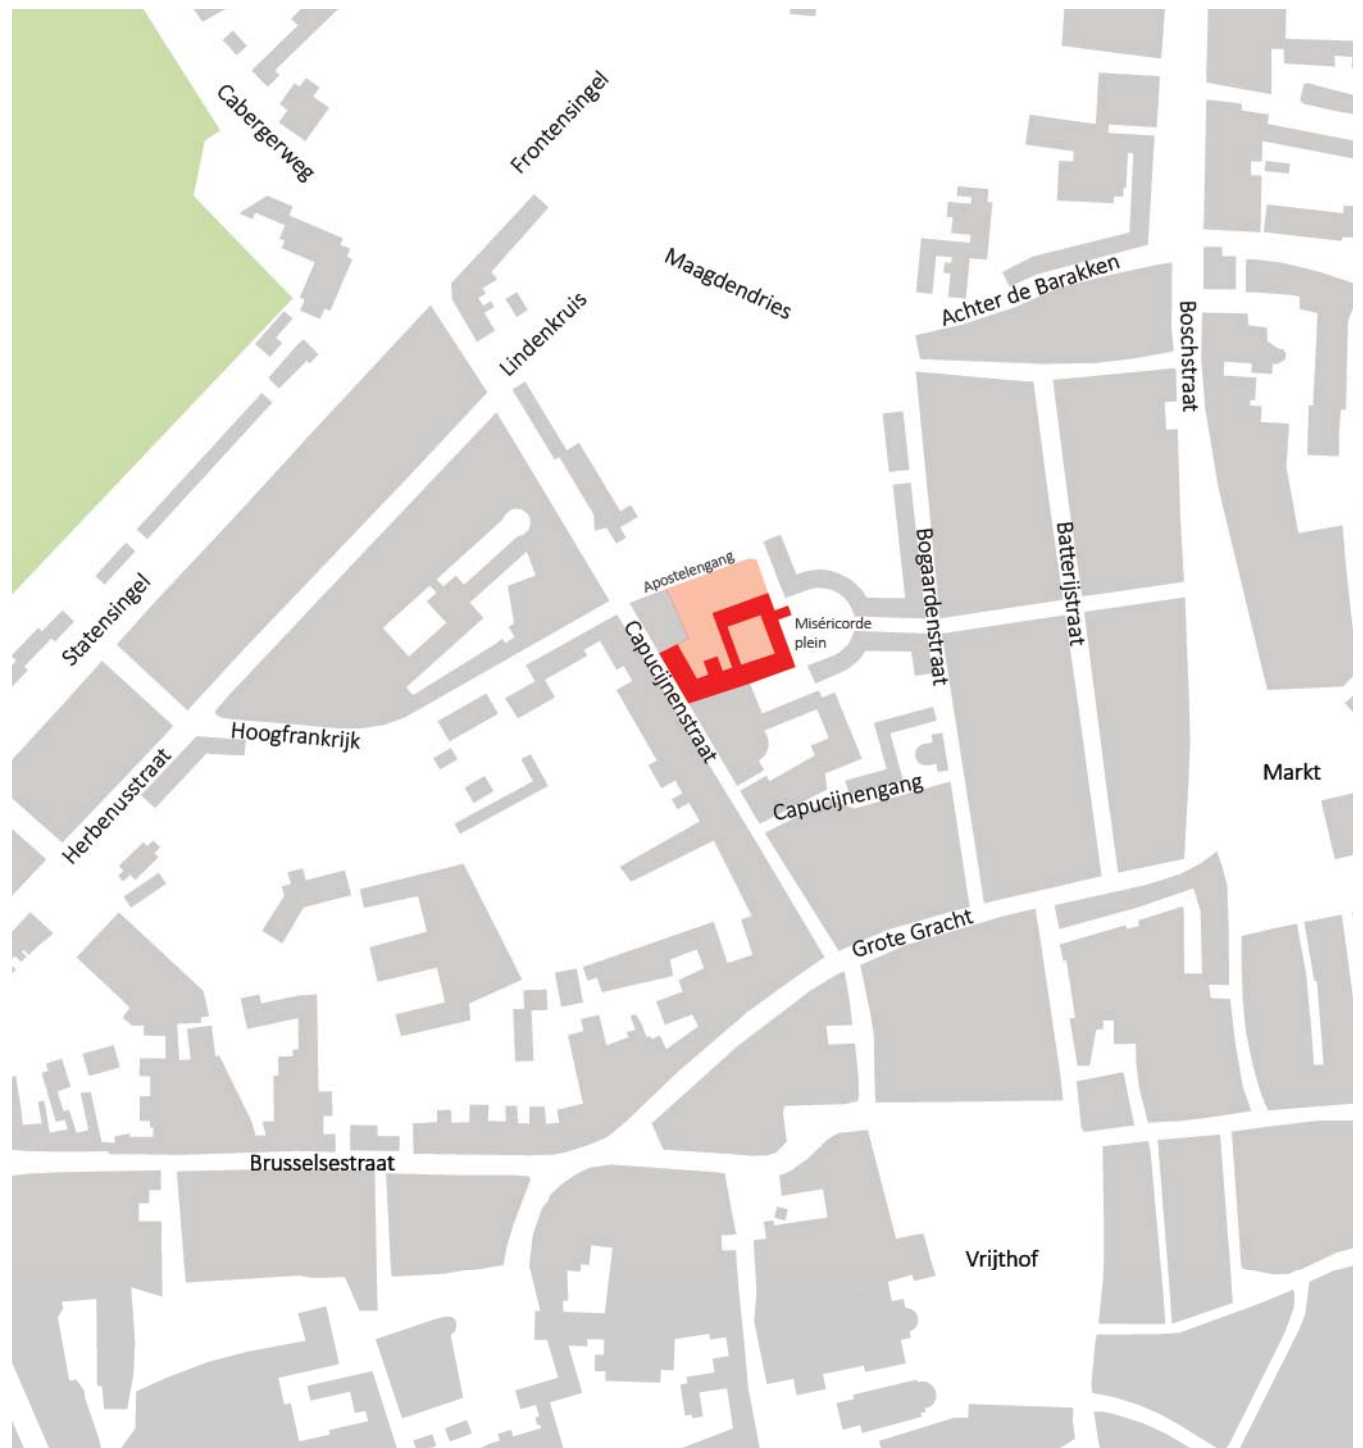 Cabergerweg
Frontensingel
Maagdendries
Lindenkruis
Achter de Barakken
Boschstraat
Apostelengang
Bogaardenstraat
Batterijstraat
Statensingel
Miséricorde
plein
Capucijnenstraat
Hoogfrankrijk
Herbenusstraat
Markt
Capucijnengang
Grote Gracht
Brusselsestraat
Vrijthof